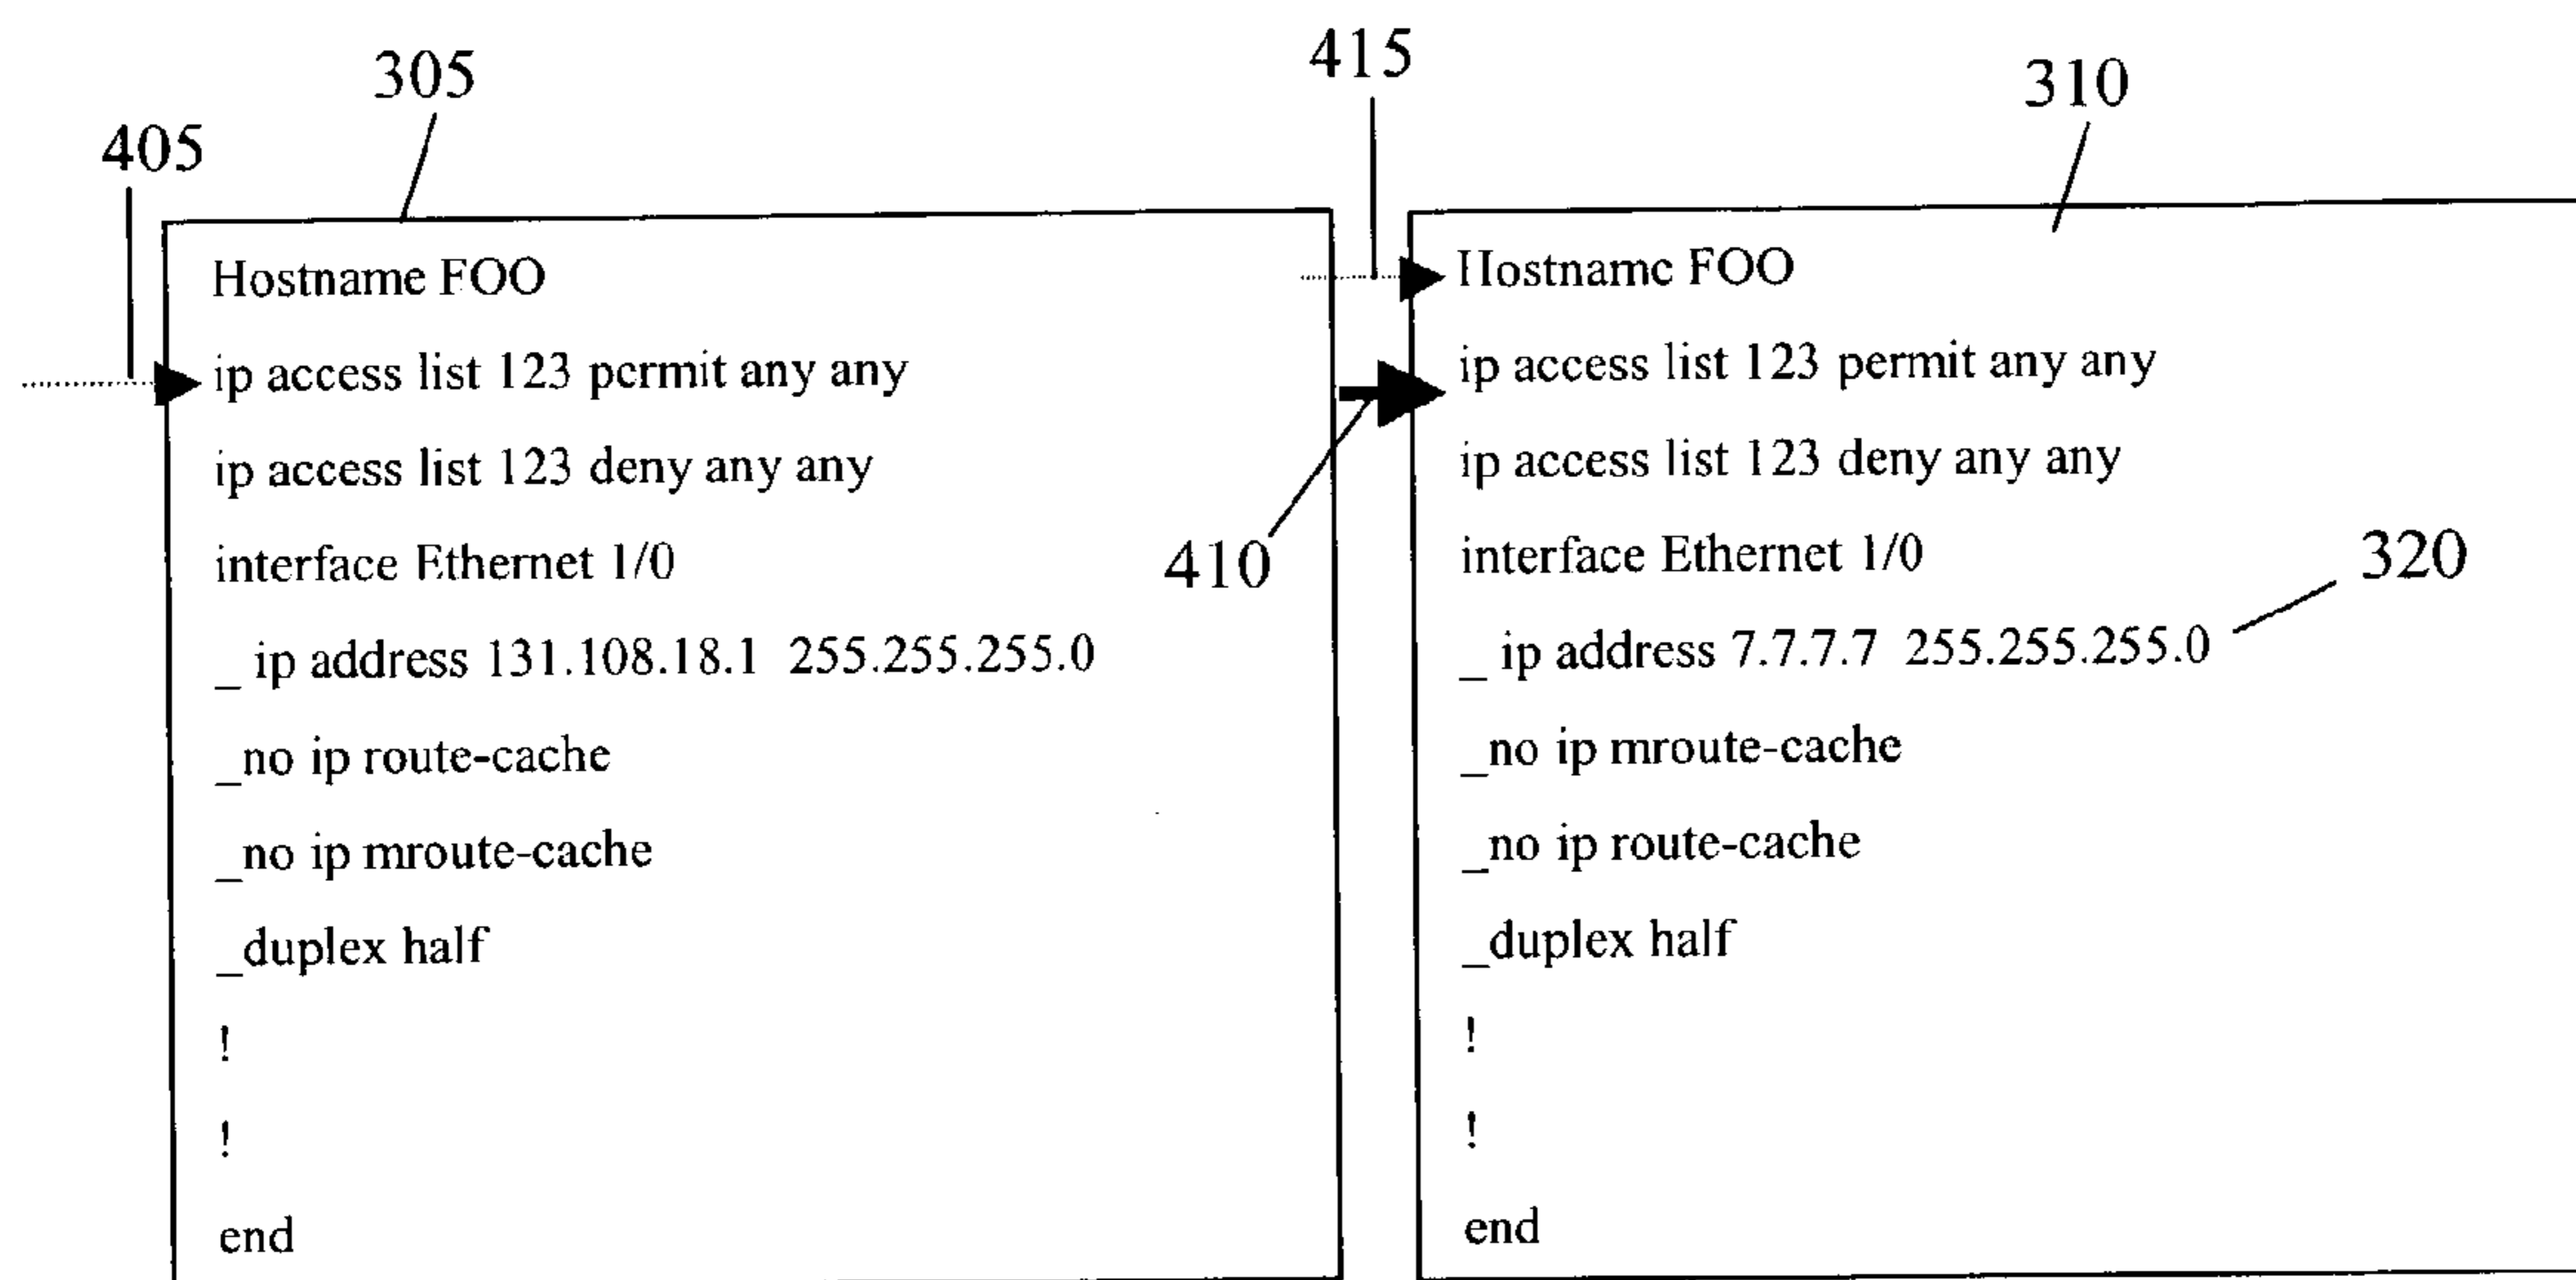 305
415
310
405
Hostname FOO
ip access list 123 permit any any
ip access list 123 deny any any
interface Ethernet 1/0
_ ip address 131.108.18.1 255.255.255.0
_no ip route-cache
_no ip mroute-cache
_duplex half
!
!
end
410
Hostname FOO
ip access list 123 permit any any
ip access list 123 deny any any
interface Ethernet 1/0
_ ip address 7.7.7.7 255.255.255.0
_no ip mroute-cache
_no ip route-cache
_duplex half
!
!
end
320